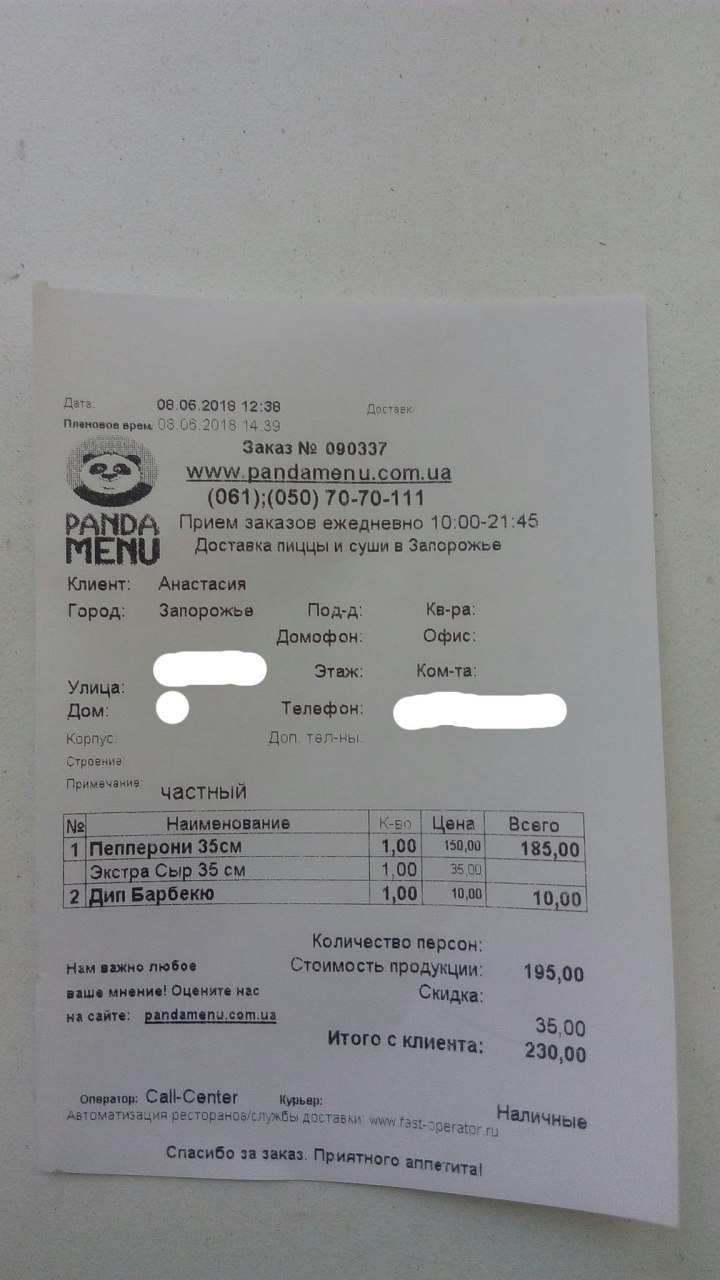 Дата: 08.06.2018 12:38 Доставк:
Плановое врем. 08.06.2018 14:39
Заказ № 090337
www.pandamenu.com.ua
(061);(050) 70-70-111
PANDA MENU
Прием заказов ежедневно 10:00-21:45
Доставка пиццы и суши в Запорожье
Клиент: Анастасия
Город: Запорожье Под-д: Кв-ра:
Домофон: Офис:
Этаж: Ком-та:
Улица:
Дом: Телефон:
Корпус: Доп. тел-ны:
Строение:
Примечание: частный
№ Наименование К-во Цена Всего
1 Пепперони 35см 1,00 150,00 185,00
Экстра Сыр 35 см 1,00 35,00
2 Дип Барбекю 1,00 10,00 10,00
Количество персон:
Стоимость продукции: 195,00
Скидка:
35,00
Итого с клиента: 230,00
Нам важно любое
ваше мнение! Оцените нас
на сайте: pandamenu.com.ua
Оператор: Call-Center Курьер:
Наличные
Автоматизация ресторанов/службы доставки: www.fast-operator.ru
Спасибо за заказ. Приятного аппетита!